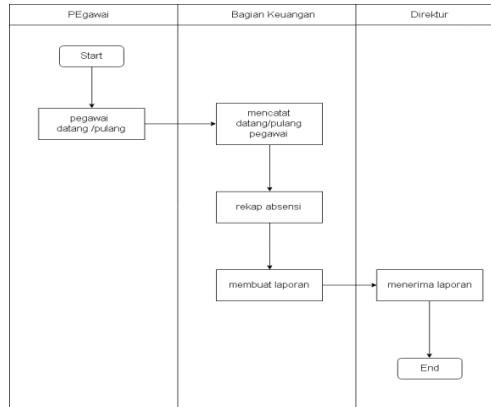 PEgawai
Bagian Keuangan
Direktur
Start
pegawai
datang /pulang
mencatat
datang/pulang
pegawai
rekap absensi
membuat laporan
menerima laporan
End